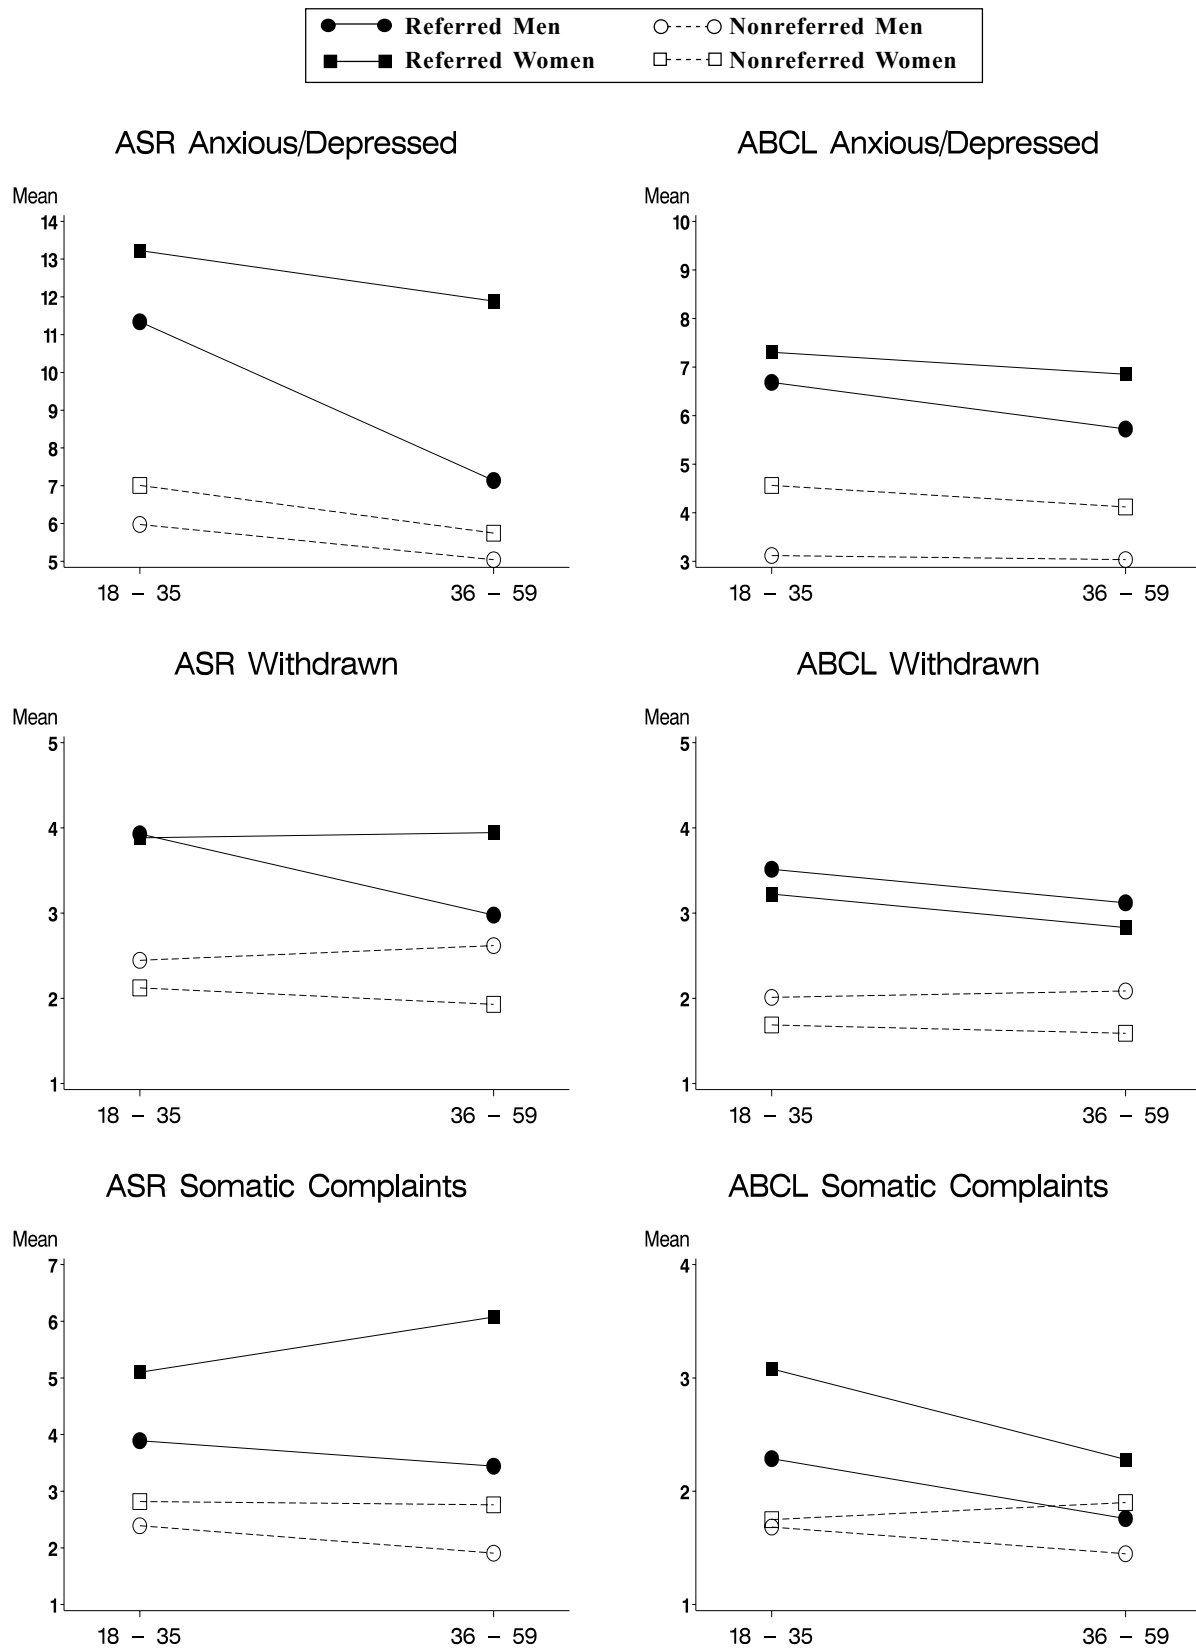 Referred Men Nonreferred Men
Referred Women Nonreferred Women
ASR Anxious/Depressed
Mean
14
13
12
11
10
9
8
7
6
5
18 – 35 36 – 59
ABCL Anxious/Depressed
Mean
10
9
8
7
6
5
4
3
18 – 35 36 – 59
ASR Withdrawn
Mean
5
4
3
2
1
18 – 35 36 – 59
ABCL Withdrawn
Mean
5
4
3
2
1
18 – 35 36 – 59
ASR Somatic Complaints
Mean
7
6
5
4
3
2
1
18 – 35 36 – 59
ABCL Somatic Complaints
Mean
4
3
2
1
18 – 35 36 – 59